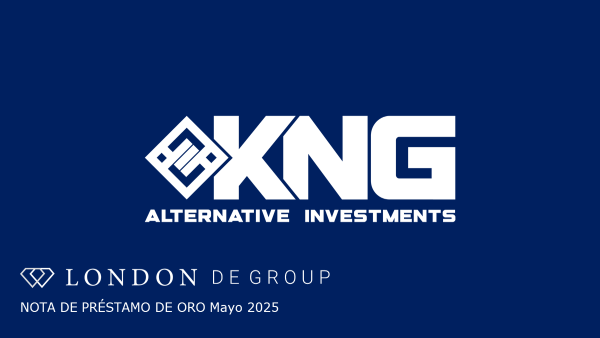 KNG
ALTERNATIVE INVESTMENTS
LONDON DE GROUP
NOTA DE PRÉSTAMO DE ORO Mayo 2025